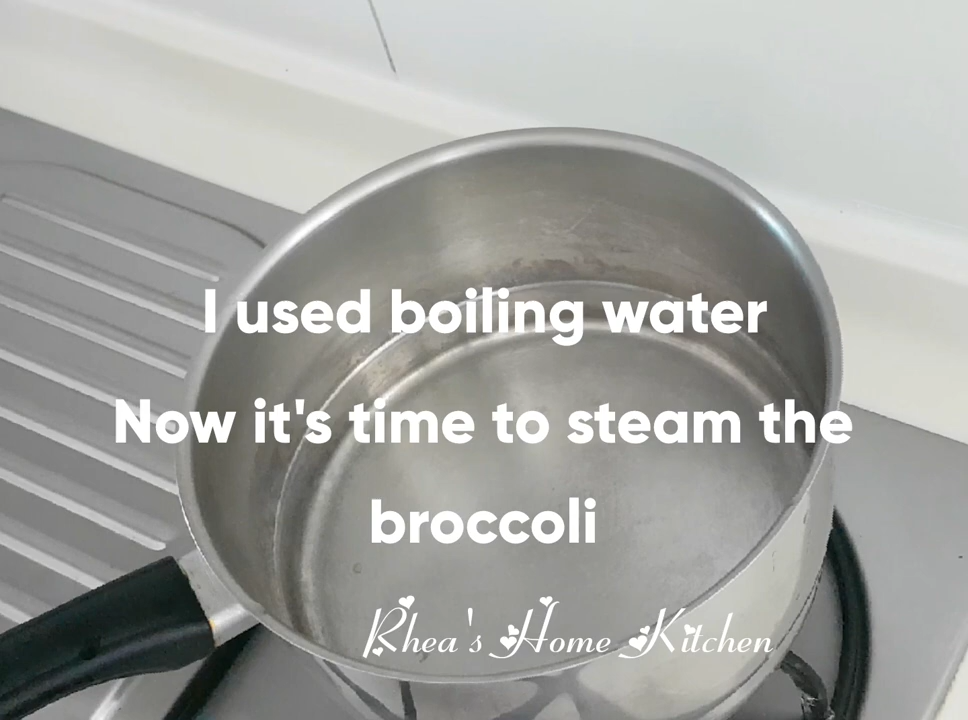 I used boiling water
Now it's time to steam the
broccoli
Rhea's Home Kitchen